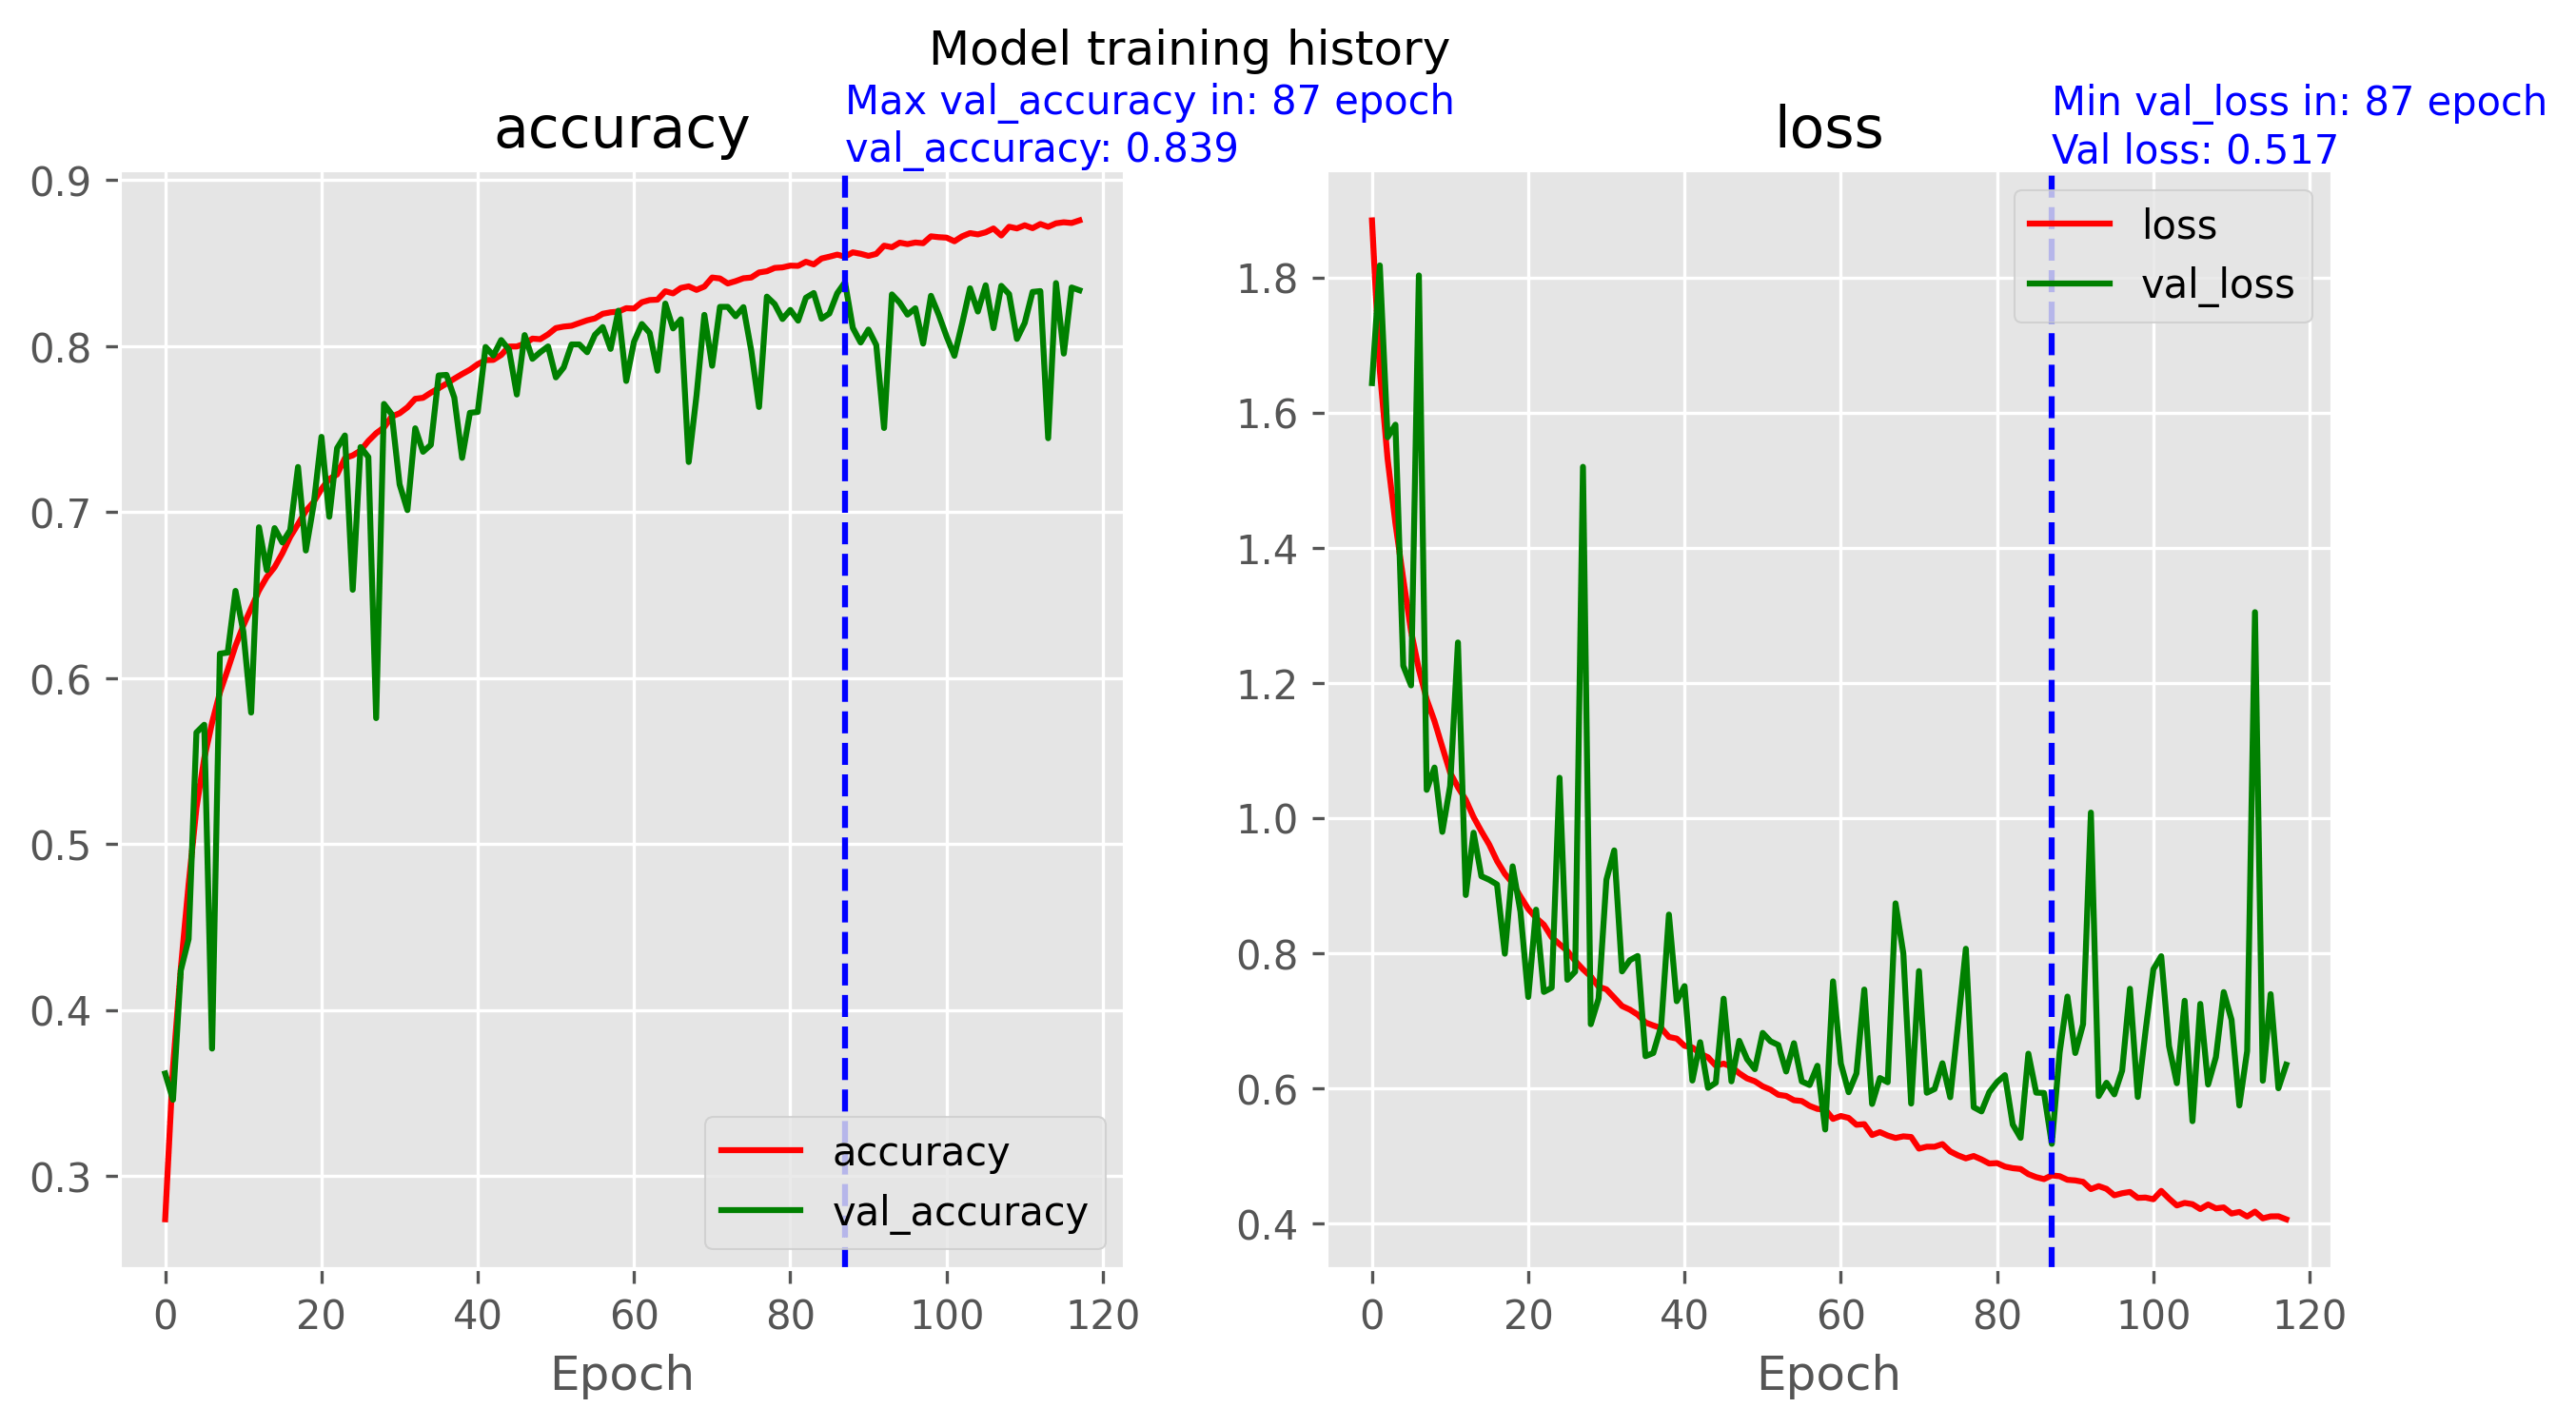 Model training history
accuracy
Max val_accuracy in: 87 epoch
val_accuracy: 0.839
0.9
0.8
0.7
0.6
0.5
0.4
0.3
accuracy
val_accuracy
0 20 40 60 80 100 120
Epoch
loss
Min val_loss in: 87 epoch
Val loss: 0.517
loss
val_loss
1.8
1.6
1.4
1.2
1.0
0.8
0.6
0.4
0 20 40 60 80 100 120
Epoch